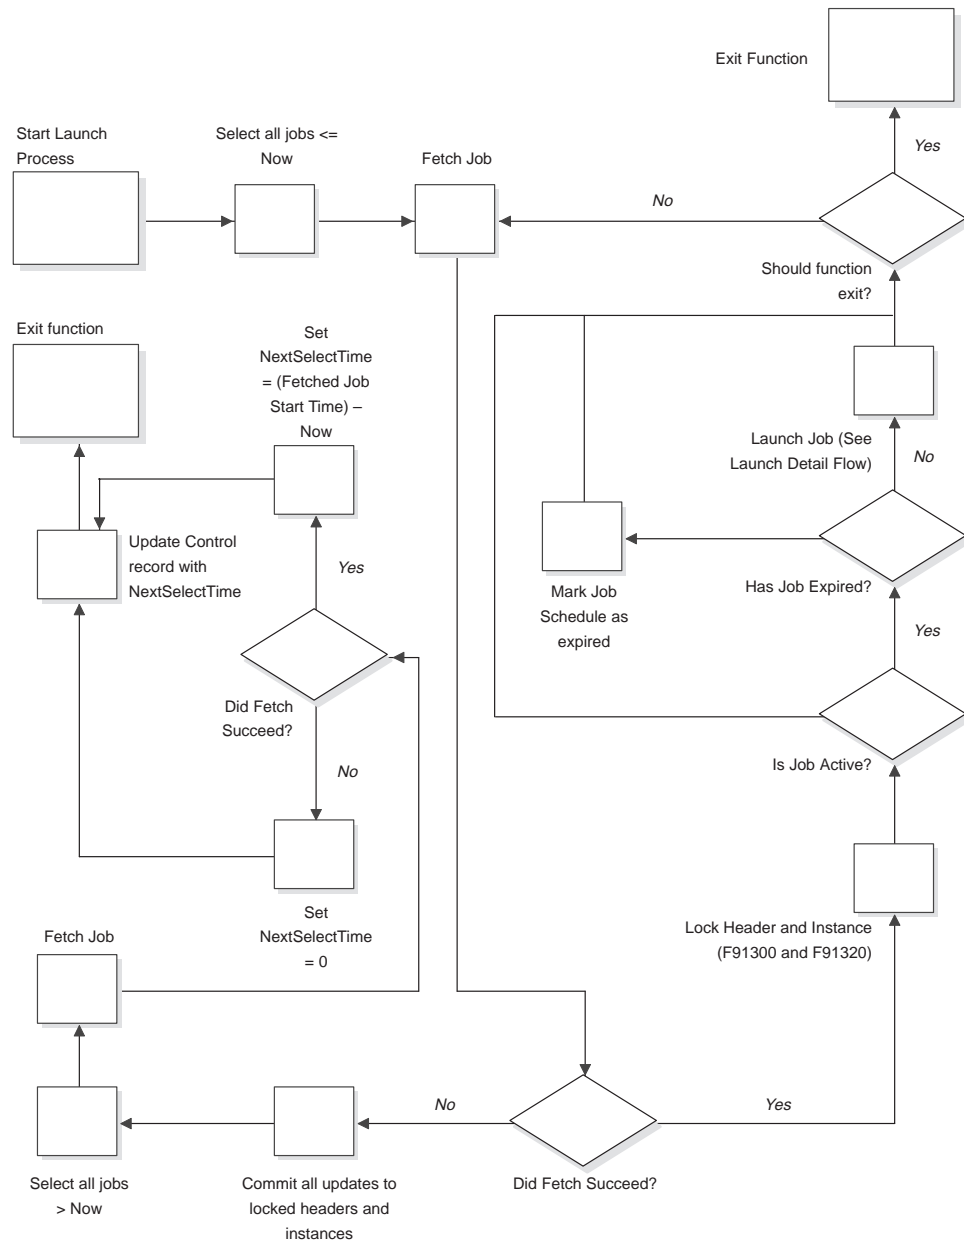 Exit Function
Start Launch
Process
Select all jobs <=
Now
Fetch Job
Yes
No
Should function
exit?
Exit function
Set
NextSelectTime
= (Fetched Job
Start Time) –
Now
Launch Job (See
Launch Detail Flow)
No
Update Control
record with
NextSelectTime
Yes
Mark Job
Schedule as
expired
Has Job Expired?
Yes
Did Fetch
Succeed?
No
Is Job Active?
Set
NextSelectTime
= 0
Fetch Job
Lock Header and Instance
(F91300 and F91320)
No
Yes
Select all jobs
> Now
Commit all updates to
locked headers and
instances
Did Fetch Succeed?